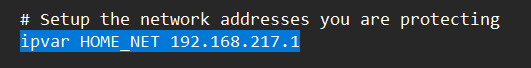 # Setup the network addresses you are protecting
ipvar HOME_NET 192.168.217.1